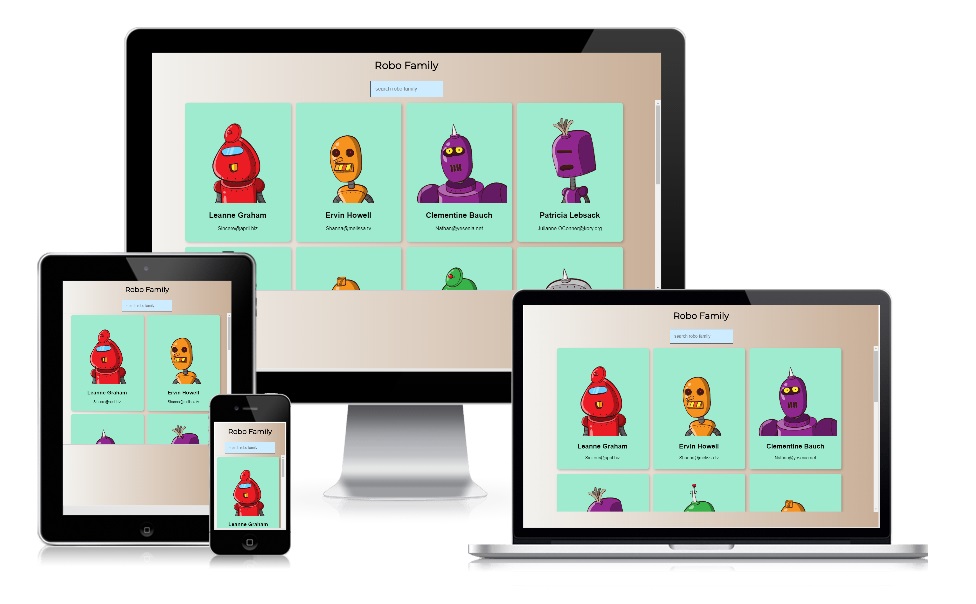 Robo Family
search robo family
Leanne Graham
Ervin Howell
Clementine Bauch
Patricia Lebsack
Sincere@april.biz
Shanna@melissa.tv
Nathan@yesenia.net
Julianne.OConner@kory.org
Robo Family
search robo family
Leanne Graham
Ervin Howell
Sincere@april.biz
Shanna@melissa.tv
Robo Family
search robo family
Leanne Graham
Robo Family
search robo family
Leanne Graham
Ervin Howell
Clementine Bauch
Sincere@april.biz
Shanna@melissa.tv
Nathan@yesenia.net